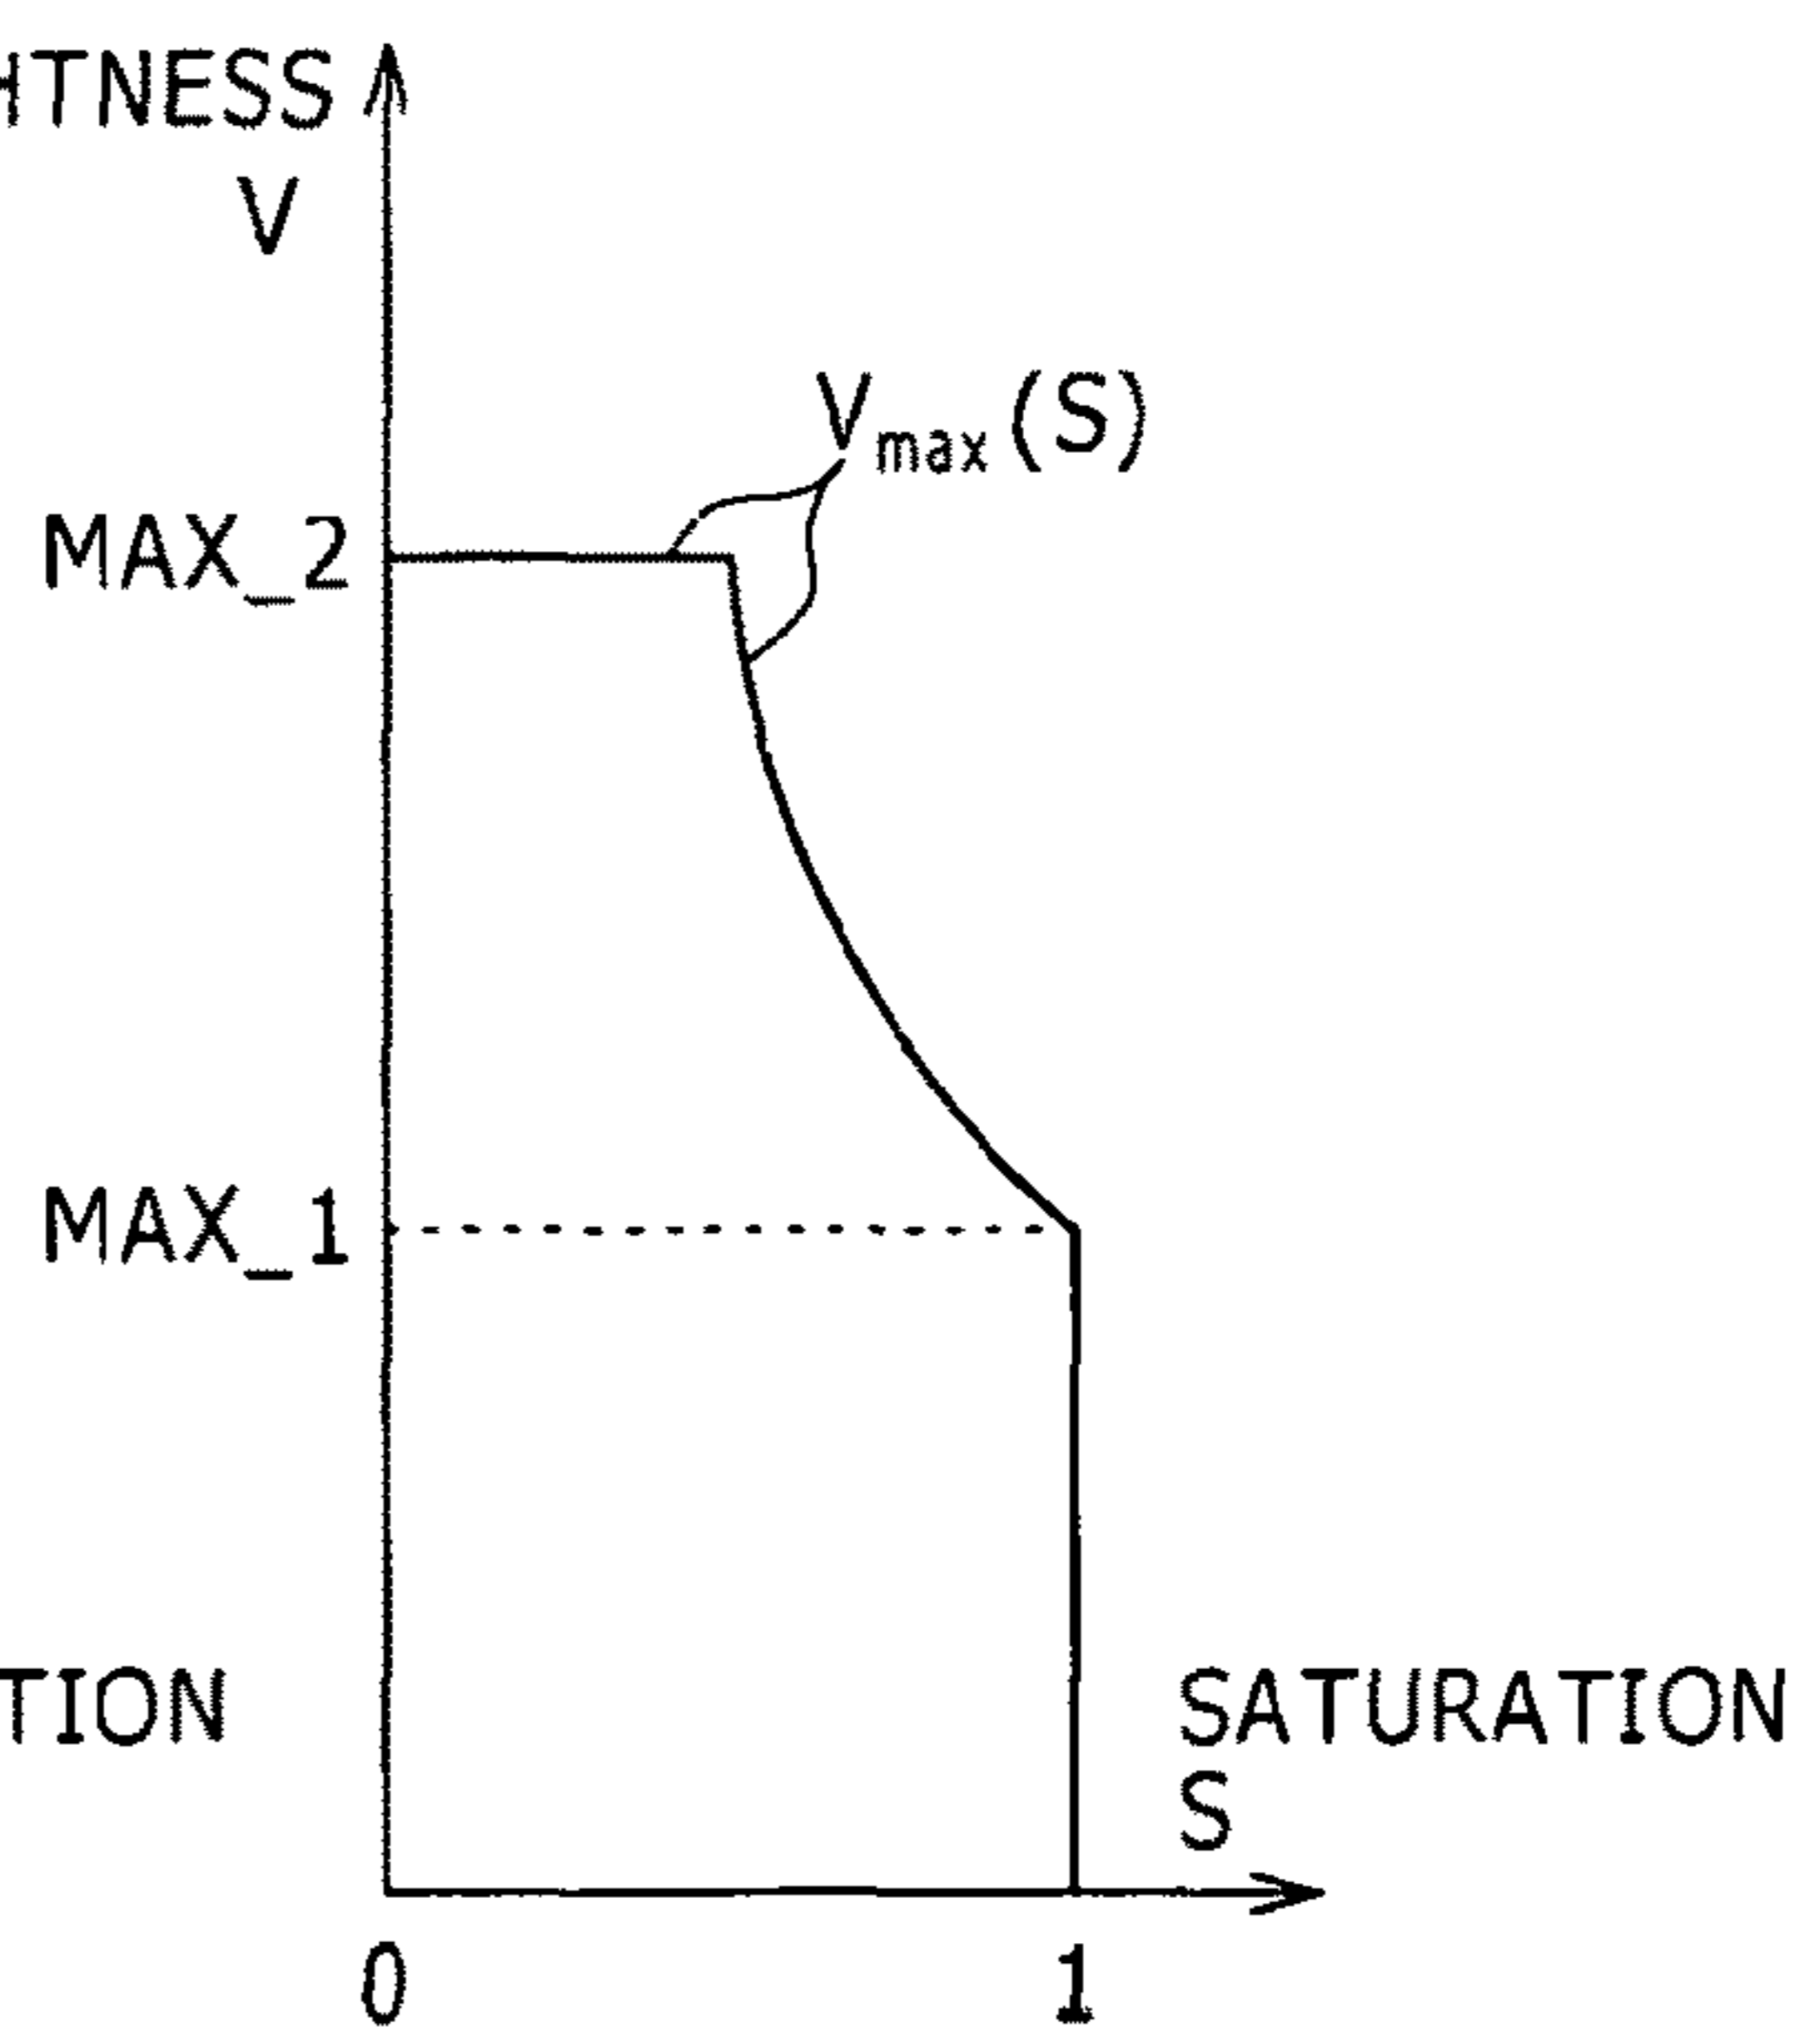 HTNESS
V
Vmax(S)
MAX_2
MAX_1
TION
SATURATION
S
0
1